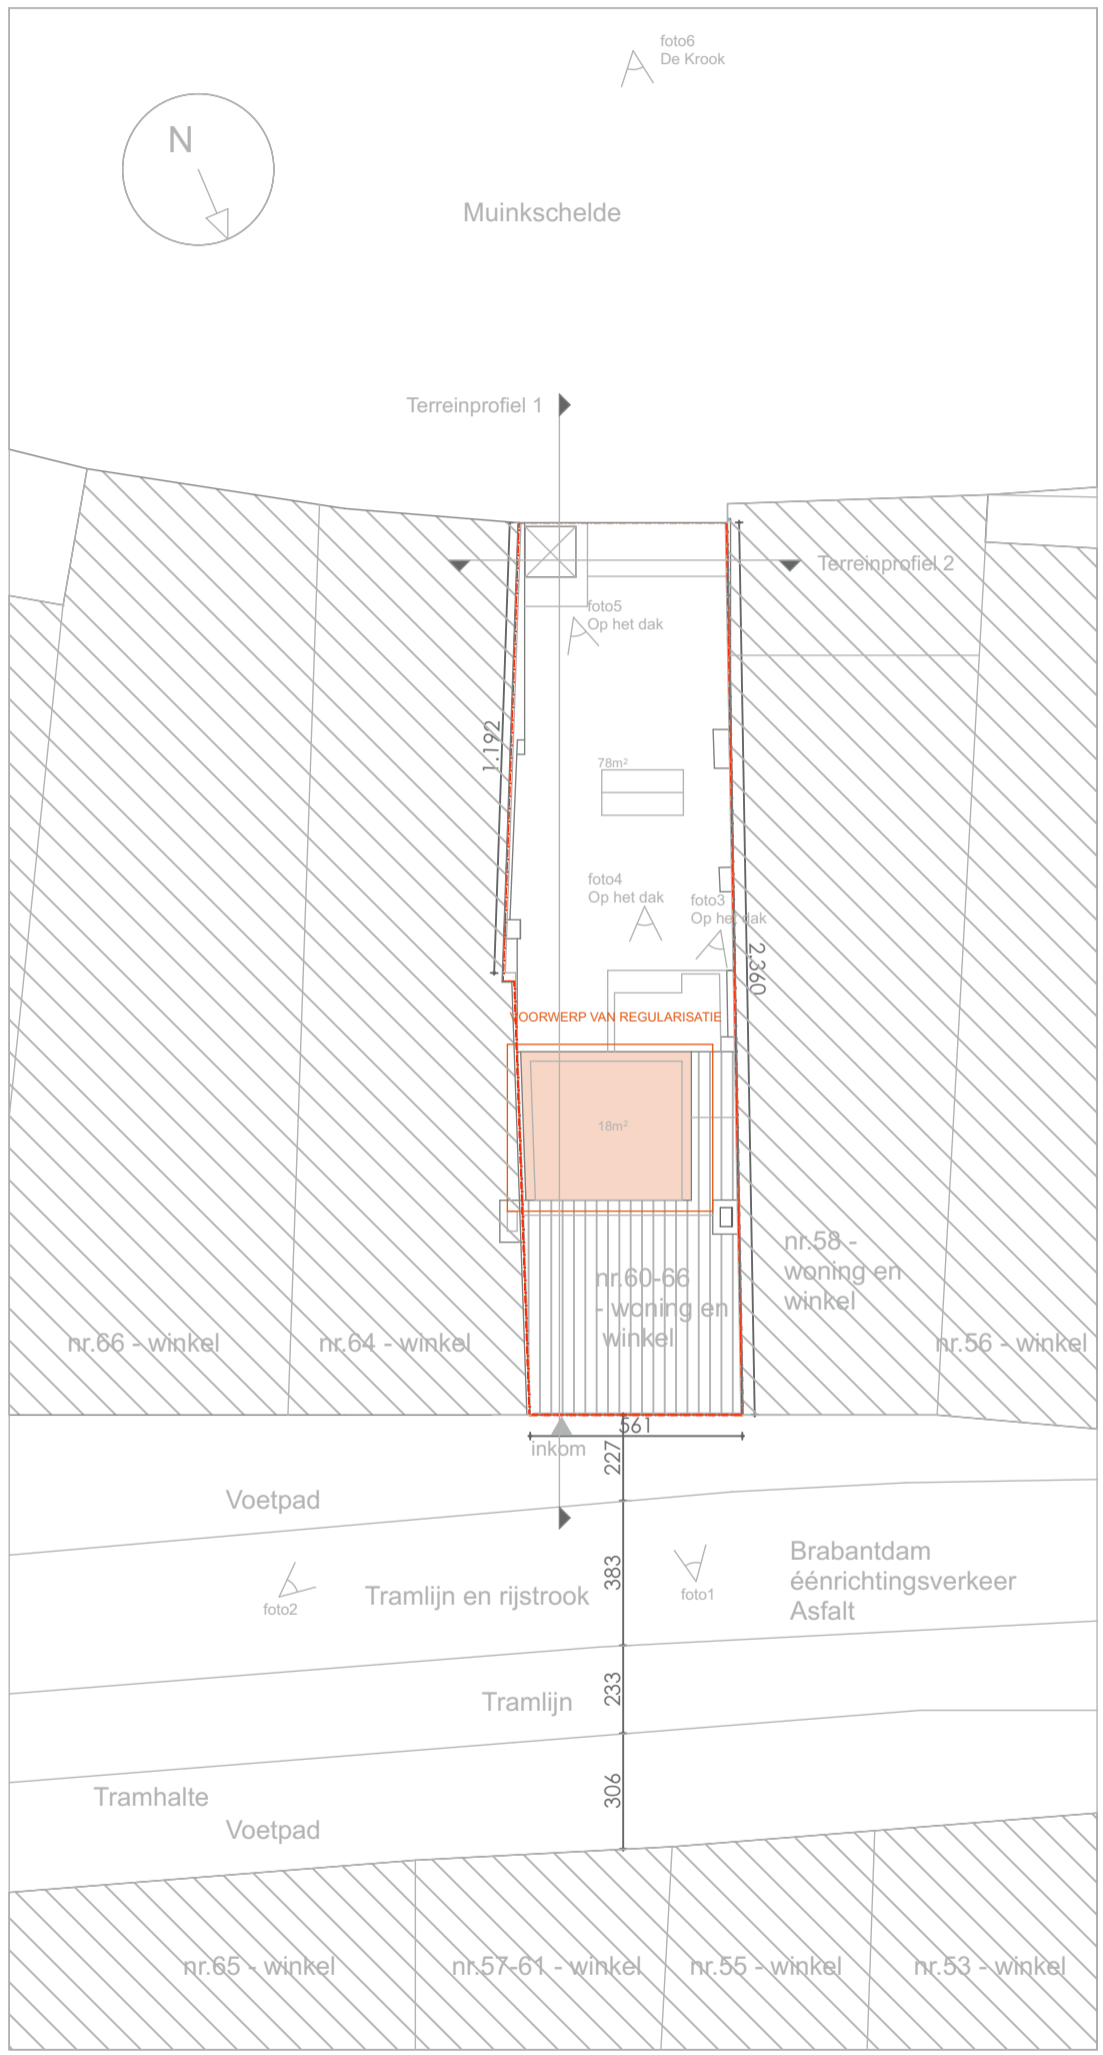 foto6
De Krook
N
Muinkschelde
Terreinprofiel 1
Terreinprofiel 2
foto5
Op het dak
1.192
78m²
foto4
Op het dak
foto3
Op het dak
2.360
VOORWERP VAN REGULARISATIE
18m²
nr.58 -
woning en
winkel
nr.60-66
- woning en
winkel
nr.66 - winkel
nr.64 - winkel
nr.56 - winkel
561
inkom
227
Voetpad
383
Brabantdam
éénrichtingsverkeer
Asfalt
foto2
Tramlijn en rijstrook
foto1
233
Tramlijn
306
Tramhalte
Voetpad
nr.65 - winkel
nr.57-61 - winkel
nr.55 - winkel
nr.53 - winkel